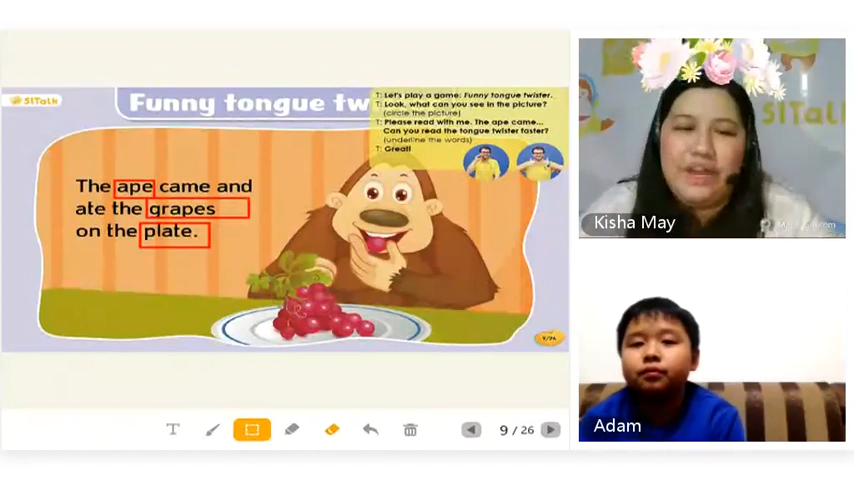 51Talk
Funny tongue tw
T: Let's play a game: Funny tongue twister.
T: Look, what can you see in the picture?
(circle the picture)
T: Please read with me. The ape came...
Can you read the tongue twister faster?
(underline the words)
T: Great!
The ape came and
ate the grapes
on the plate.
9/26
T
9 / 26
51Talk
Kisha May
Adam